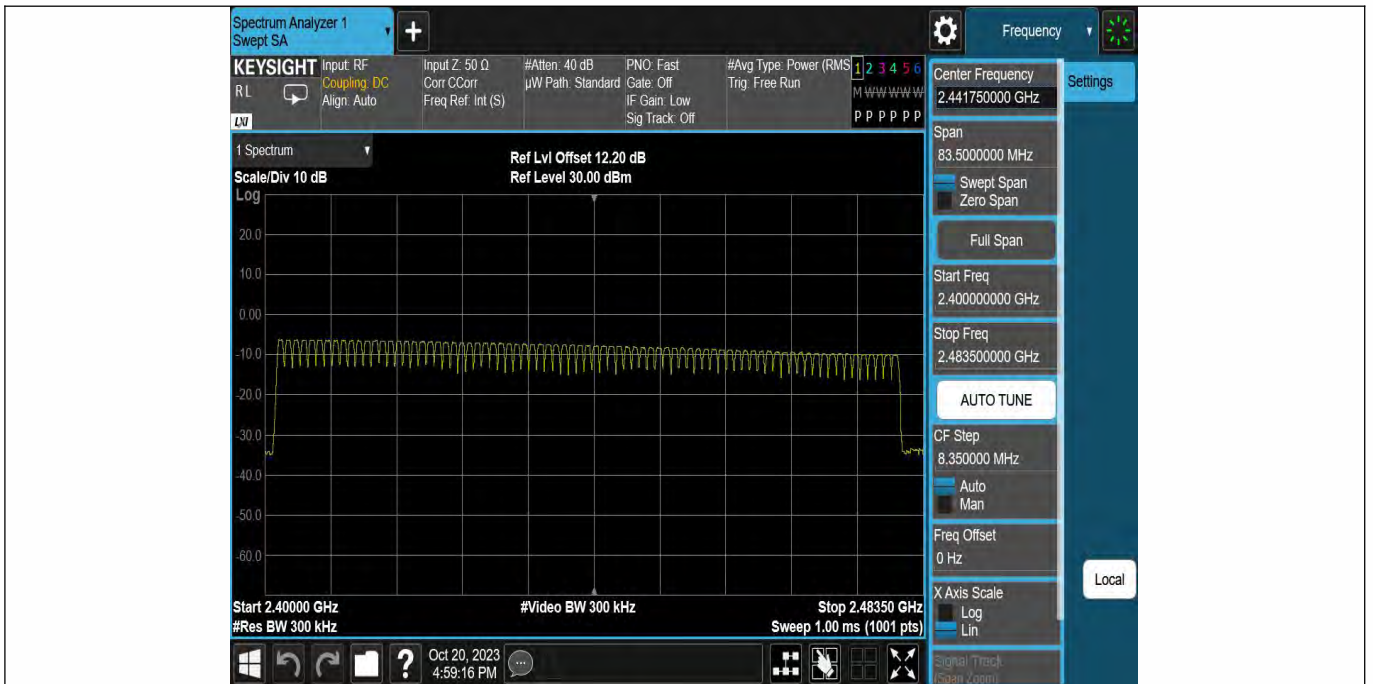 Spectrum Analyzer 1
Swept SA
+
Frequency
KEYSIGHT
RL
LXI
Input: RF
Coupling: DC
Align: Auto
Input Z: 50 Ω
Corr CCorr
Freq Ref: Int (S)
#Atten: 40 dB
µW Path: Standard
PNO: Fast
Gate: Off
IF Gain: Low
Sig Track: Off
#Avg Type: Power (RMS
Trig: Free Run
1 2 3 4 5 6
M W W W W W
P P P P P P
1 Spectrum
Scale/Div 10 dB
Ref Lvl Offset 12.20 dB
Ref Level 30.00 dBm
Log
20.0
10.0
0.00
-10.0
-20.0
-30.0
-40.0
-50.0
-60.0
Start 2.40000 GHz
#Res BW 300 kHz
#Video BW 300 kHz
Stop 2.48350 GHz
Sweep 1.00 ms (1001 pts)
Center Frequency
2.441750000 GHz
Settings
Span
83.5000000 MHz
Swept Span
Zero Span
Full Span
Start Freq
2.400000000 GHz
Stop Freq
2.483500000 GHz
AUTO TUNE
CF Step
8.350000 MHz
Auto
Man
Freq Offset
0 Hz
X Axis Scale
Log
Lin
Signal Track
(Span Zoom)
Local
?
Oct 20, 2023
4:59:16 PM